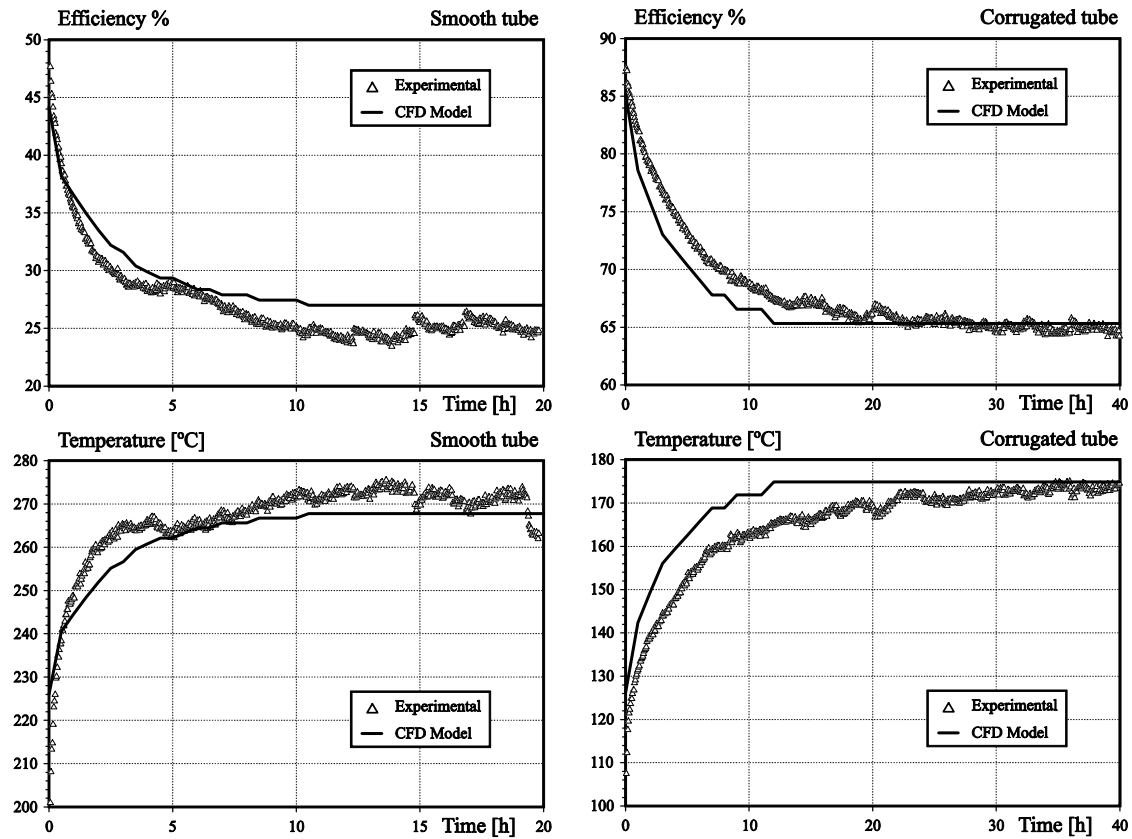 Efficiency % Smooth tube
50
45
40
35
30
25
20
Experimental
CFD Model
0 5 10 Time [h] 20
Efficiency % Corrugated tube
90
85
80
75
70
65
60
Experimental
CFD Model
0 10 20 30 Time [h] 40
Temperature [ºC] Smooth tube
280
270
260
250
240
230
220
210
200
Experimental
CFD Model
0 5 10 15 Time [h] 20
Temperature [ºC] Corrugated tube
180
170
160
150
140
130
120
110
100
Experimental
CFD Model
0 10 20 30 Time [h] 40